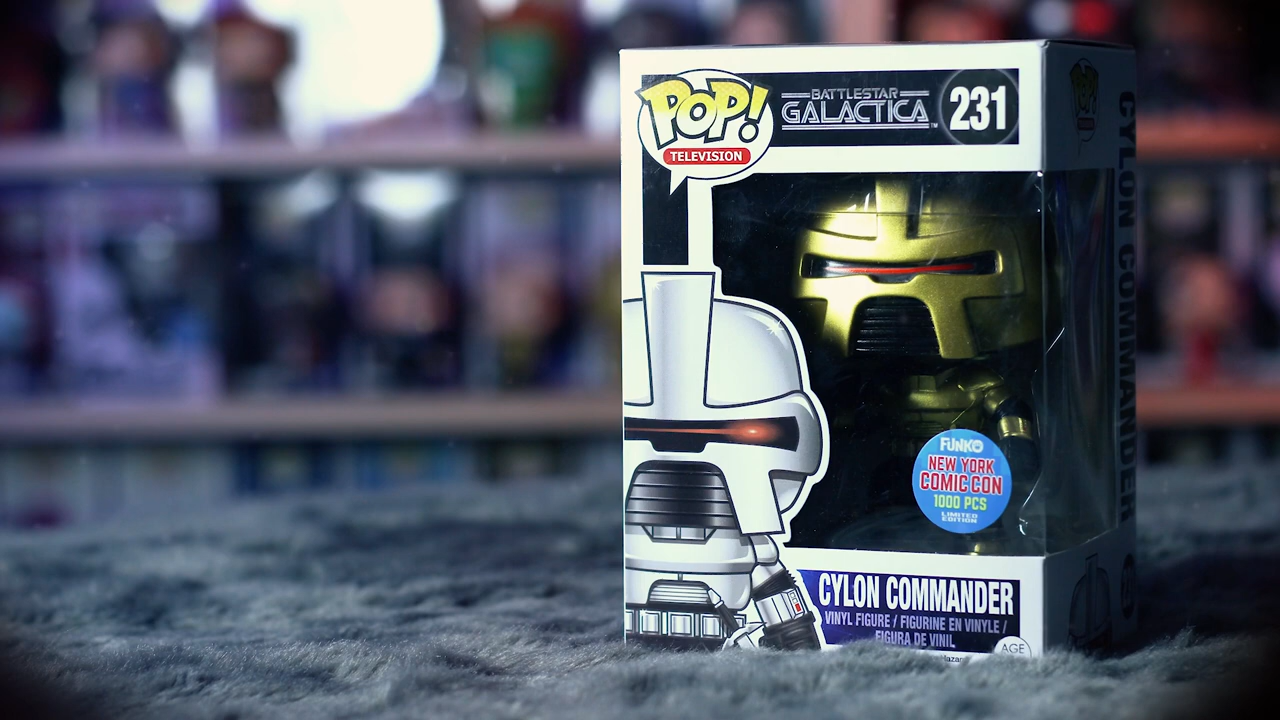 POP!
TELEVISION
BATTLESTAR
GALACTICA™
231
FUNKO
NEW YORK
COMIC CON
1000 PCS
LIMITED
EDITION
CYLON COMMANDER
VINYL FIGURE / FIGURINE EN VINYLE /
FIGURA DE VINIL
AGE
CYLON COMMANDER